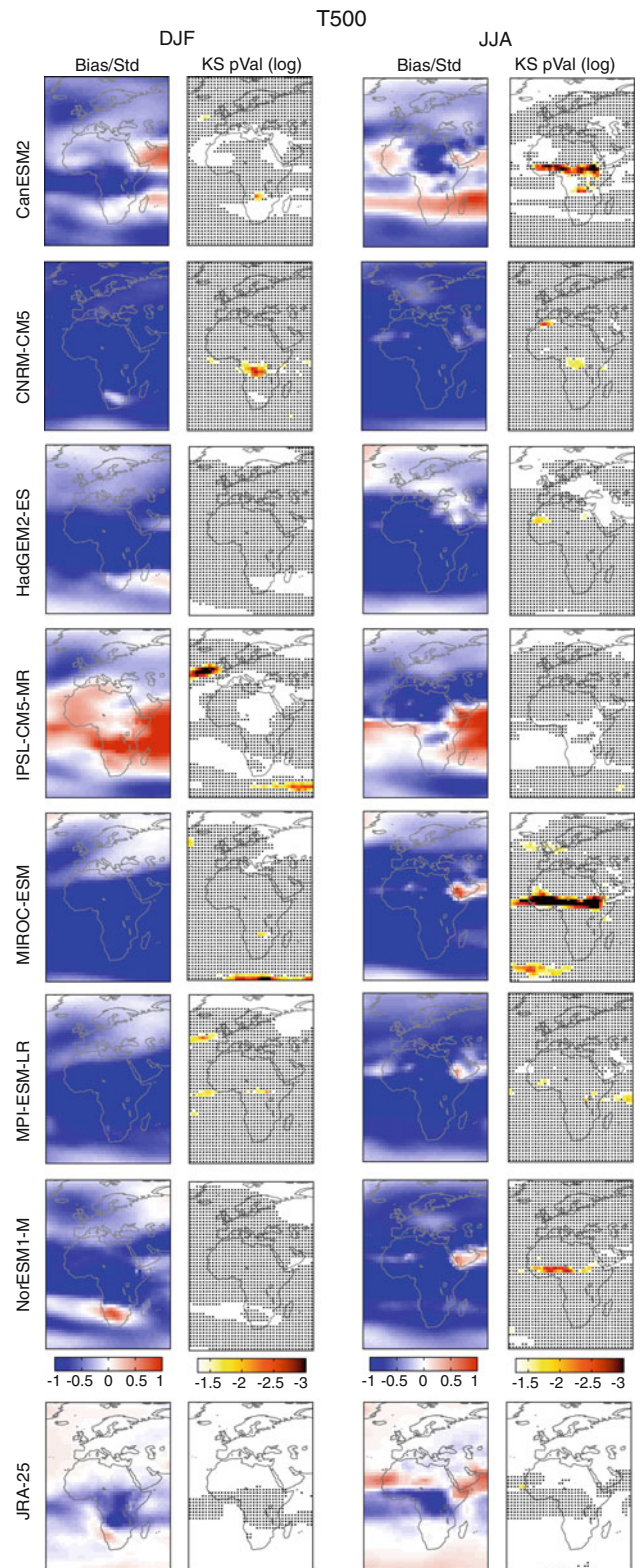 T500
DJF JJA
Bias/Std KS pVal (log) Bias/Std KS pVal (log)
CanESM2
CNRM-CM5
HadGEM2-ES
IPSL-CM5-MR
MIROC-ESM
MPI-ESM-LR
NorESM1-M
-1 -0.5 0 0.5 1 -1.5 -2 -2.5 -3 -1 -0.5 0 0.5 1 -1.5 -2 -2.5 -3
JRA-25